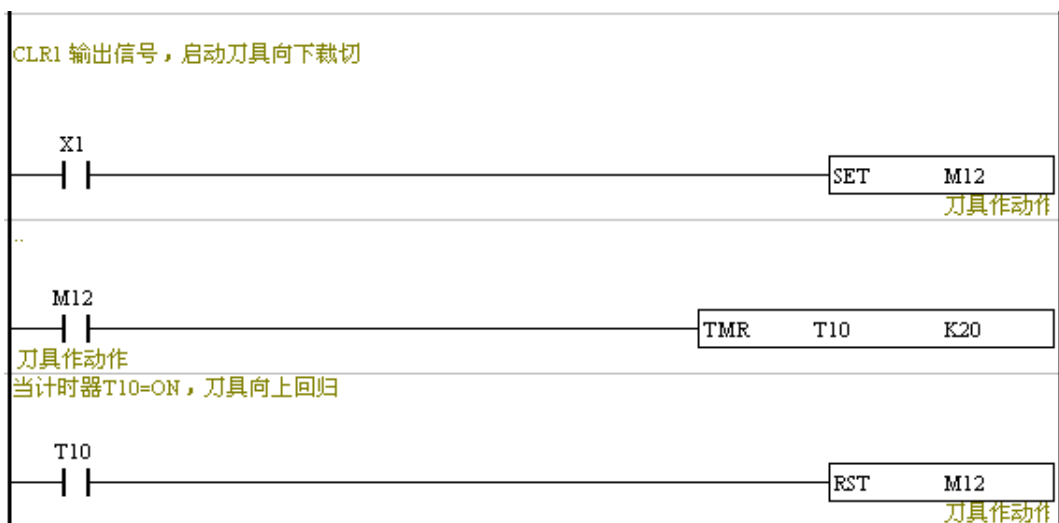 CLR1 输出信号，启动刀具向下裁切
X1
SET M12
刀具作动作
..
M12
TMR T10 K20
刀具作动作
当计时器T10=ON，刀具向上回归
T10
RST M12
刀具作动作